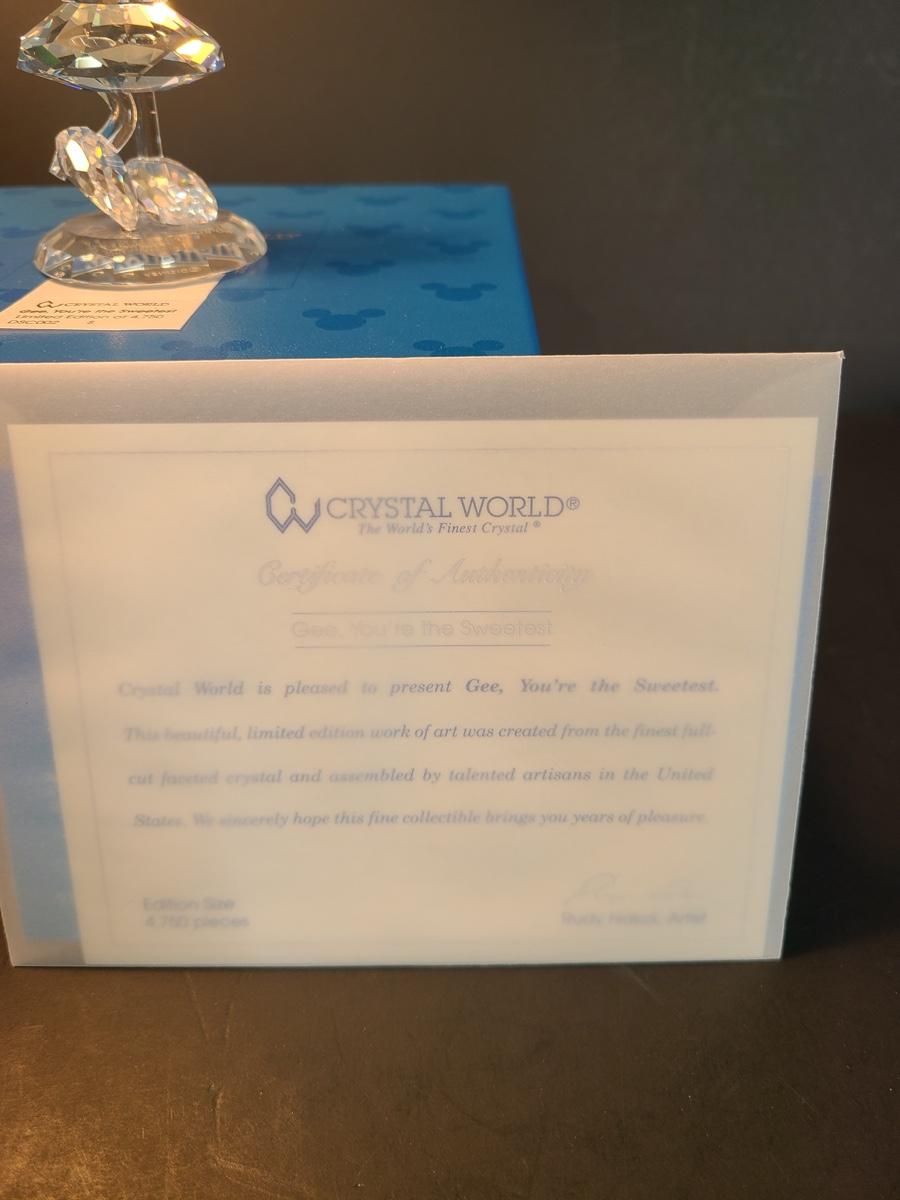 CRYSTAL WORLD
Gee, You're the Sweetest
Limited Edition of 4,750
DSC002
CW CRYSTAL WORLD®
The World's Finest Crystal ®
Certificate of Authenticity
Gee, You're the Sweetest
Crystal World is pleased to present Gee, You're the Sweetest.
This beautiful, limited edition work of art was created from the finest full-
cut faceted crystal and assembled by talented artisans in the United
States. We sincerely hope this fine collectible brings you years of pleasure.
Edition Size
4,750 pieces
Rudy Nakai, Artist